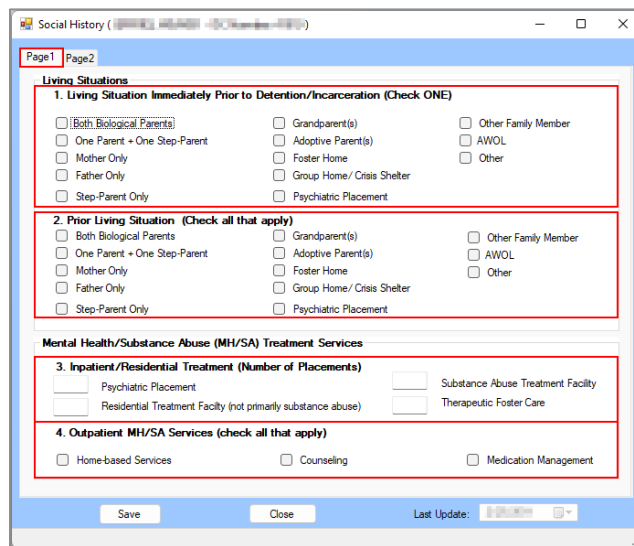 Social History (
Page1 Page2
Living Situations
1. Living Situation Immediately Prior to Detention/Incarceration (Check ONE)
Both Biological Parents Grandparent(s) Other Family Member
One Parent + One Step-Parent Adoptive Parent(s) AWOL
Mother Only Foster Home Other
Father Only Group Home/ Crisis Shelter
Step-Parent Only Psychiatric Placement
2. Prior Living Situation (Check all that apply)
Both Biological Parents Grandparent(s) Other Family Member
One Parent + One Step-Parent Adoptive Parent(s) AWOL
Mother Only Foster Home Other
Father Only Group Home/ Crisis Shelter
Step-Parent Only Psychiatric Placement
Mental Health/Substance Abuse (MH/SA) Treatment Services
3. Inpatient/Residential Treatment (Number of Placements)
Psychiatric Placement Substance Abuse Treatment Facility
Residential Treatment Facilty (not primarily substance abuse) Therapeutic Foster Care
4. Outpatient MH/SA Services (check all that apply)
Home-based Services Counseling Medication Management
Save Close Last Update: